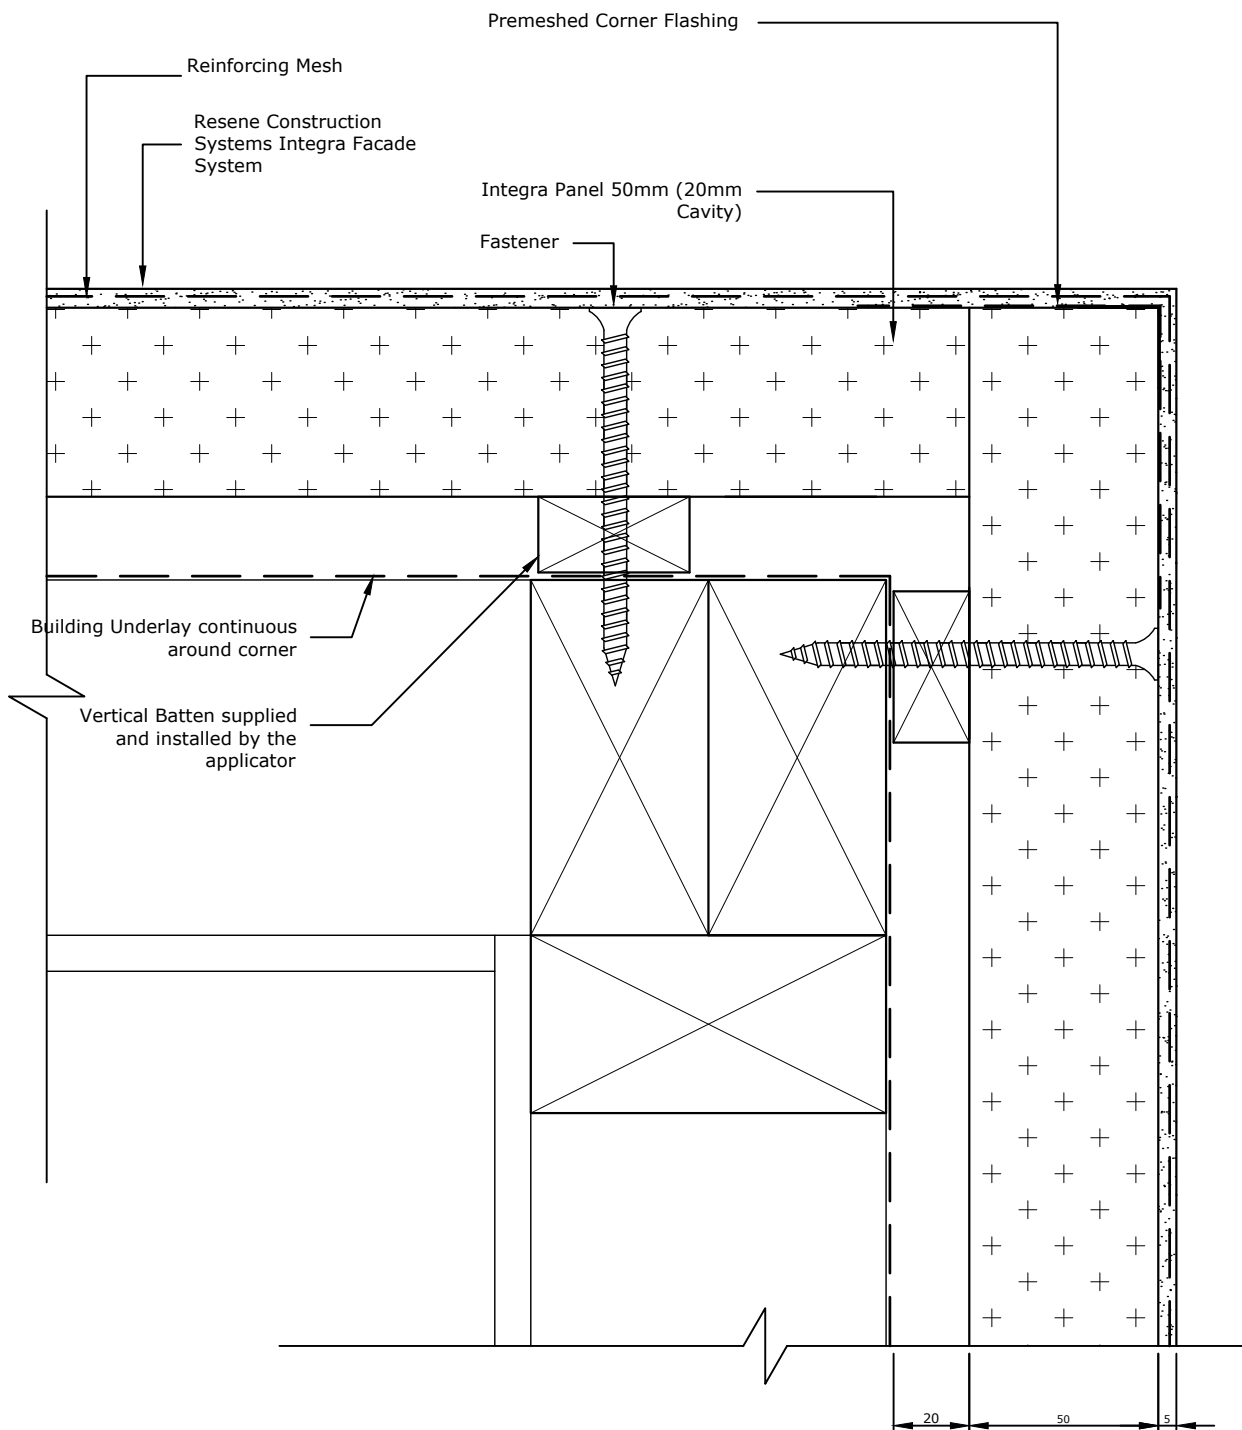 Premeshed Corner Flashing
Reinforcing Mesh
Resene Construction
Systems Integra Facade
System
Integra Panel 50mm (20mm
Cavity)
Fastener
Building Underlay continuous
around corner
Vertical Batten supplied
and installed by the
applicator
20
50
5